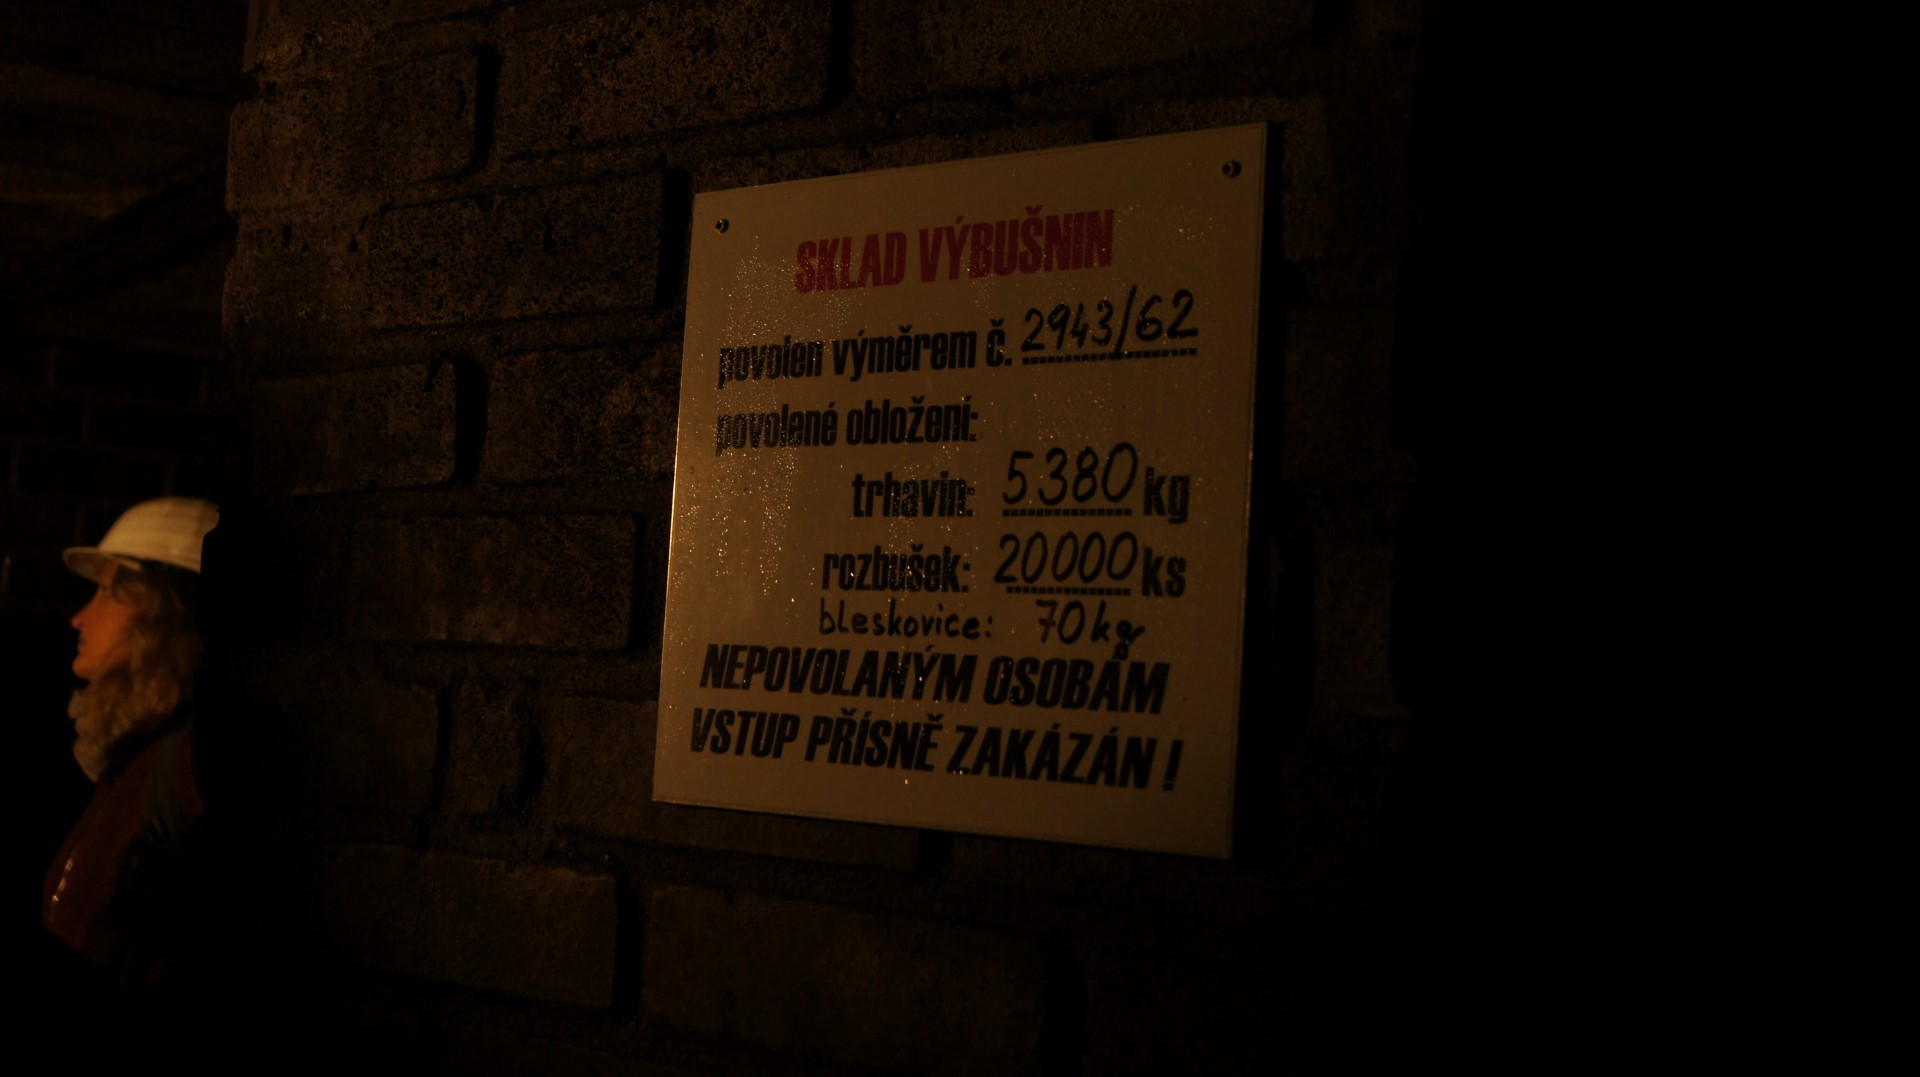 SKLAD VÝBUŠNIN
povolen výměrem č. 2943/62
povolené obložení:
trhavin: 5380 kg
rozbušek: 20000 ks
bleskovice: 70 kg
NEPOVOLANÝM OSOBÁM
VSTUP PŘÍSNĚ ZAKÁZÁN!